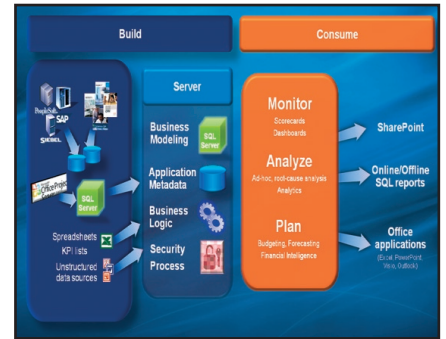 Build
Consume
Server
PeopleSoft
SAP
SIEBEL
Office Project
SQL
Server
Spreadsheets
KPI lists
Unstructured
data sources
Business
Modeling
SQL
Server
Application
Metadata
Business
Logic
Security
Process
Monitor
Scorecards
Dashboards
Analyze
Ad-hoc, root-cause analysis
Analytics
Plan
Budgeting, Forecasting
Financial Intelligence
SharePoint
Online/Offline
SQL reports
Office
applications
(Excel, PowerPoint
Visio, Outlook)